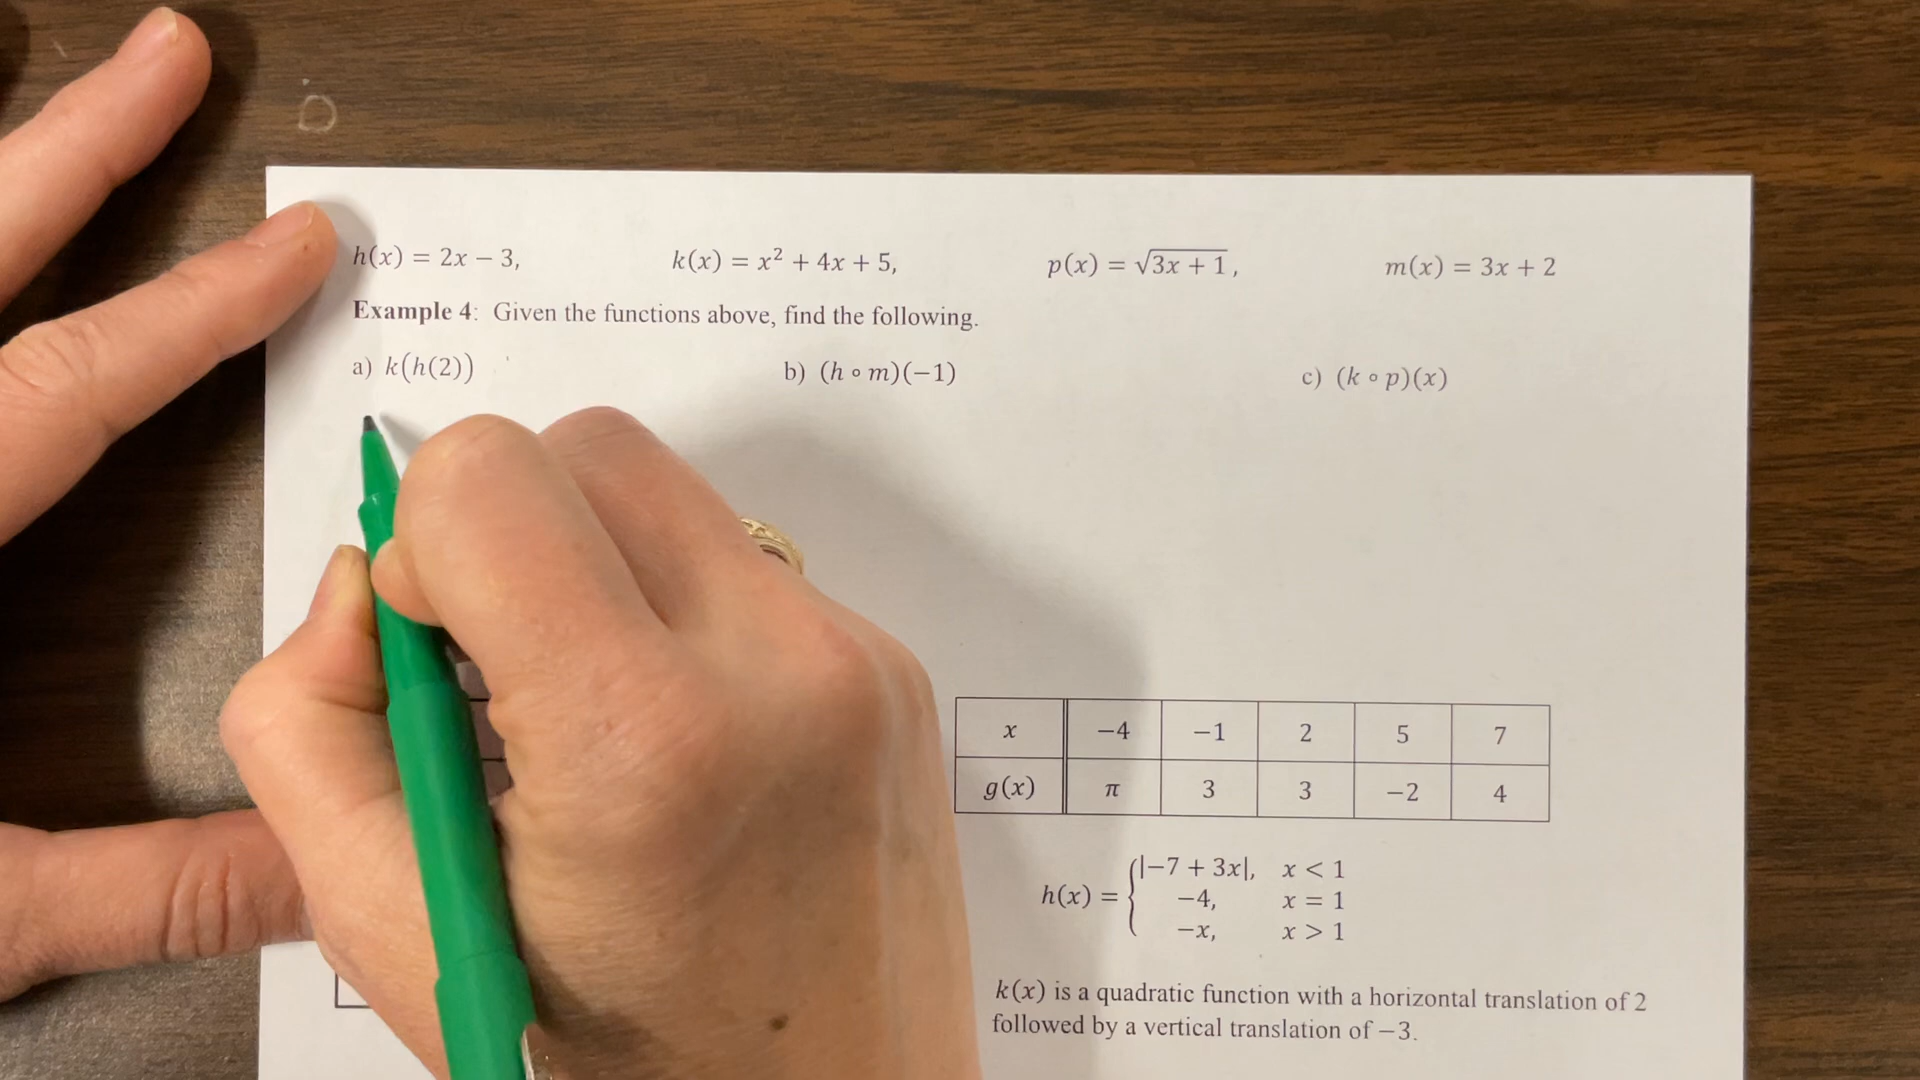 h(x) = 2x − 3, k(x) = x² + 4x + 5, p(x) = √(3x + 1), m(x) = 3x + 2
Example 4: Given the functions above, find the following.
a) k(h(2)) b) (h ∘ m)(−1) c) (k ∘ p)(x)
x −4 −1 2 5 7
g(x) π 3 3 −2 4
|−7 + 3x|, x < 1
h(x) = { −4, x = 1
−x, x > 1
k(x) is a quadratic function with a horizontal translation of 2
followed by a vertical translation of −3.